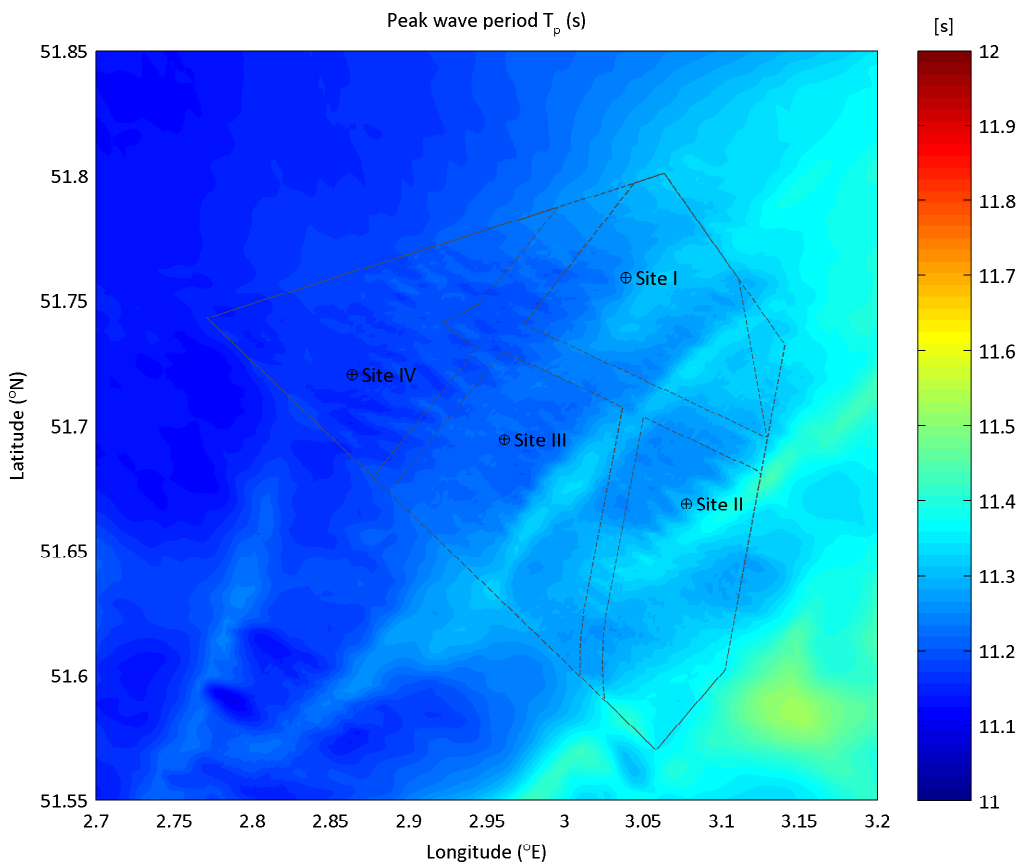 Peak wave period Tp (s)
[s]
51.85
51.8
51.75
51.7
51.65
51.6
51.55
Latitude (°N)
Site I
Site IV
Site III
Site II
2.7 2.75 2.8 2.85 2.9 2.95 3 3.05 3.1 3.15 3.2
Longitude (°E)
12
11.9
11.8
11.7
11.6
11.5
11.4
11.3
11.2
11.1
11